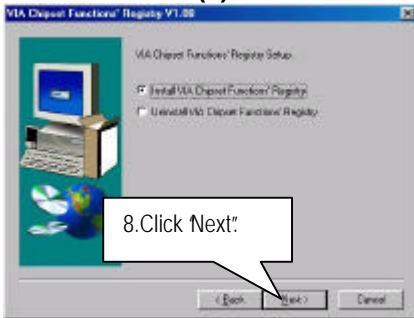 VIA Chipset Functions' Registry V1.00
VIA Chipset Functions' Registry Setup.
Install VIA Chipset Functions' Registry
Uninstall VIA Chipset Functions' Registry
8.Click "Next".
< Back
Next >
Cancel